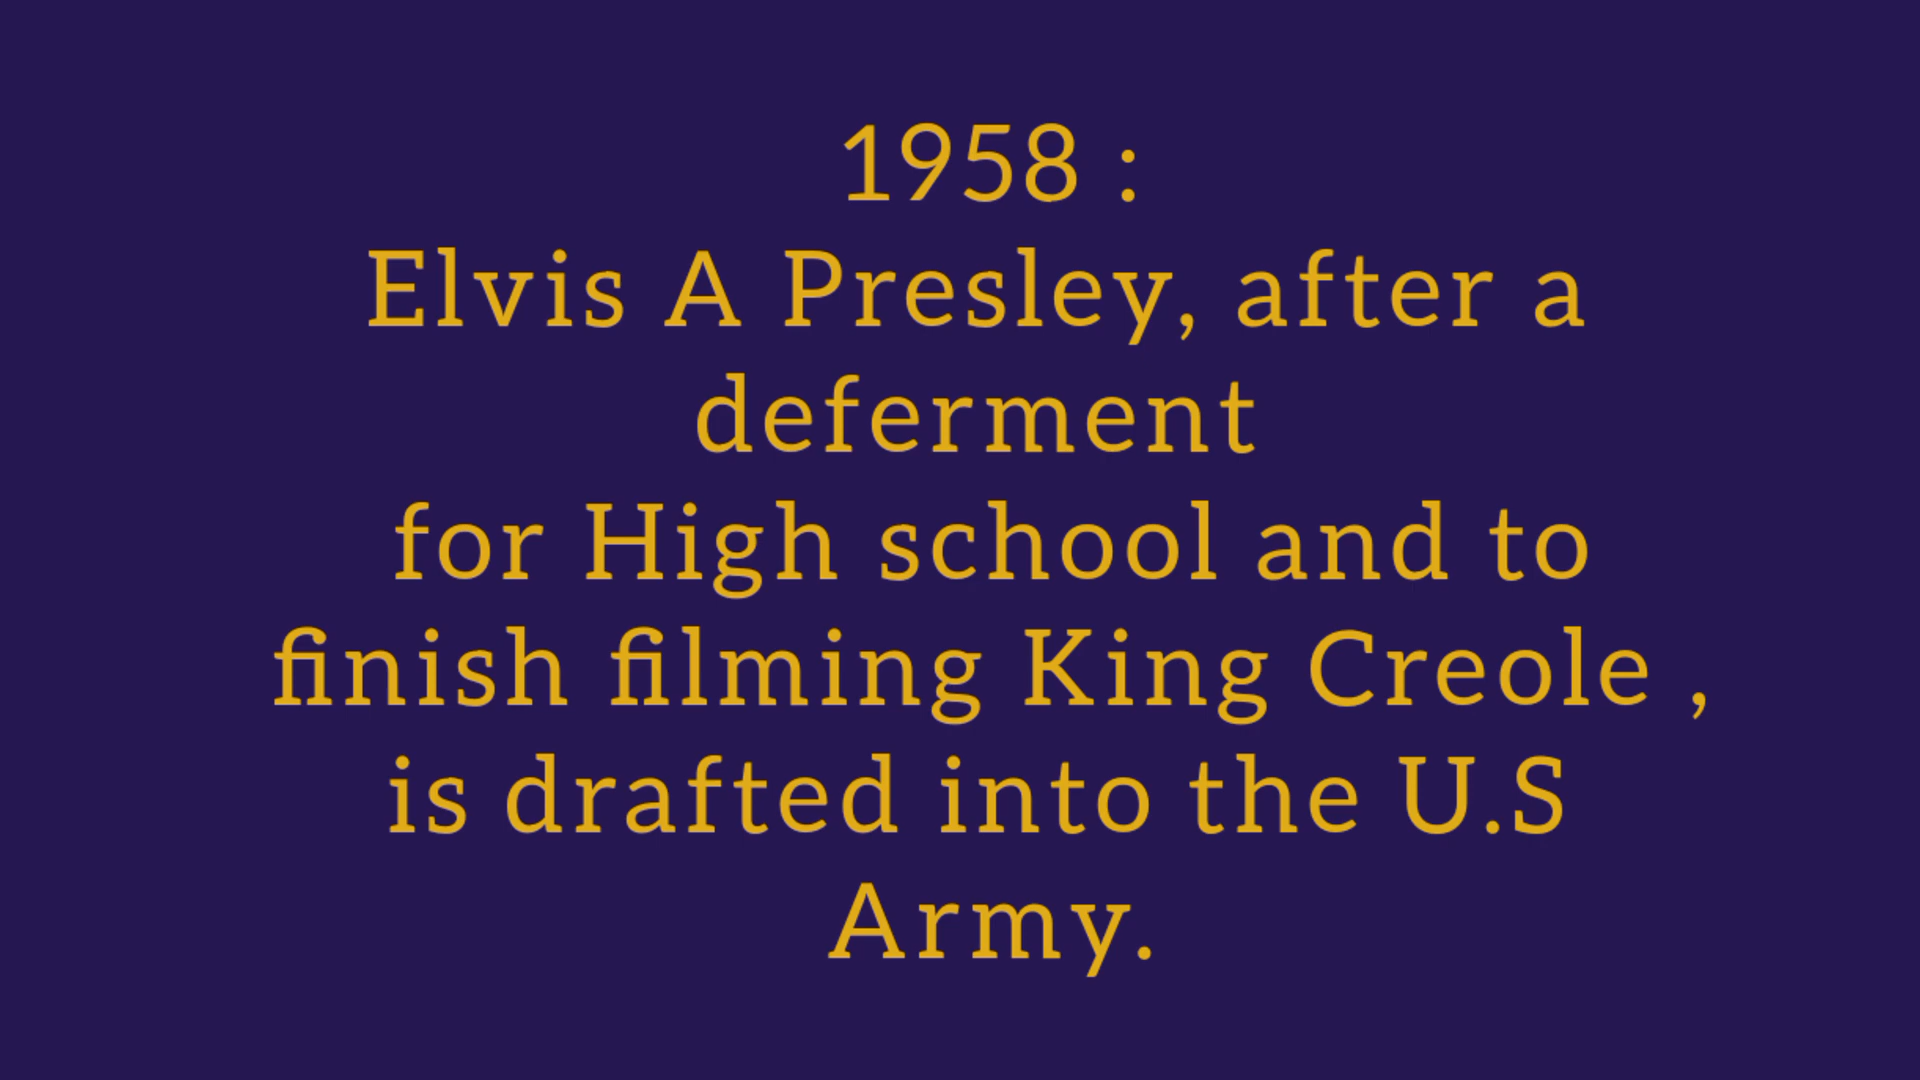 1958 :
Elvis A Presley, after a
deferment
for High school and to
finish filming King Creole ,
is drafted into the U.S
Army.